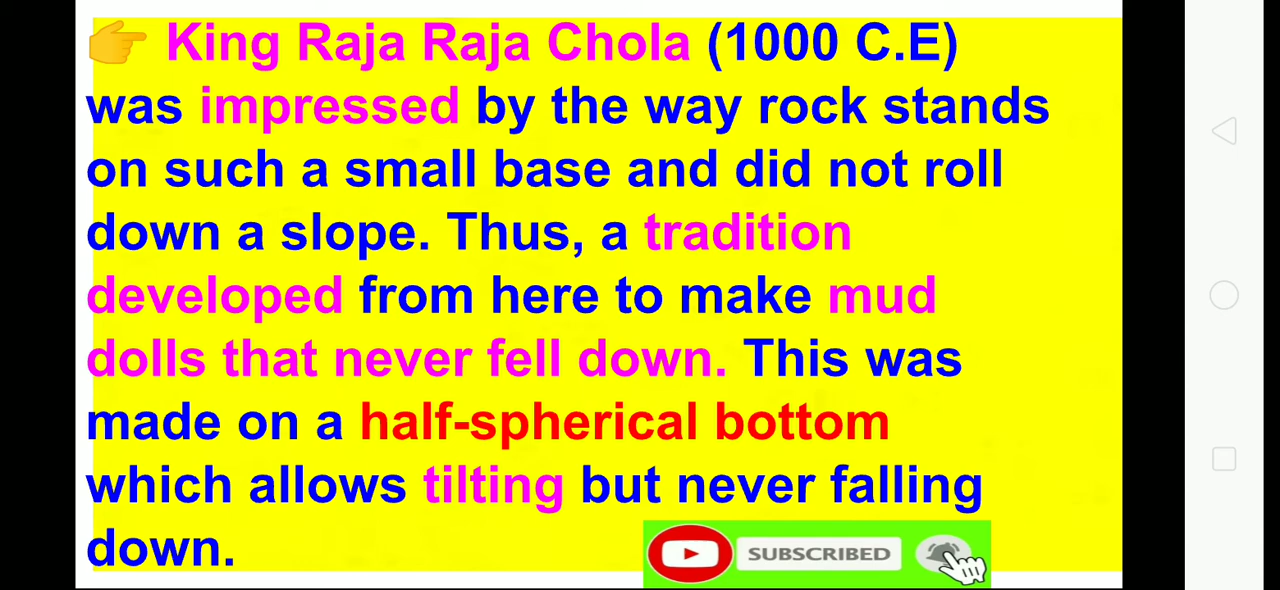 👉 King Raja Raja Chola (1000 C.E)
was impressed by the way rock stands
on such a small base and did not roll
down a slope. Thus, a tradition
developed from here to make mud
dolls that never fell down. This was
made on a half-spherical bottom
which allows tilting but never falling
down.
SUBSCRIBED